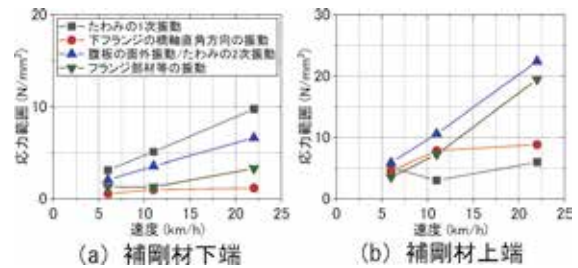 たわみの1次振動
下フランジの橋軸直角方向の振動
腹板の面外振動/たわみの2次振動
フランジ部材等の振動
応力範囲 (N/mm²)
20
10
0
0 5 10 15 20 25
速度 (km/h)
(a) 補剛材下端
応力範囲 (N/mm²)
30
20
10
0
0 5 10 15 20 25
速度 (km/h)
(b) 補剛材上端